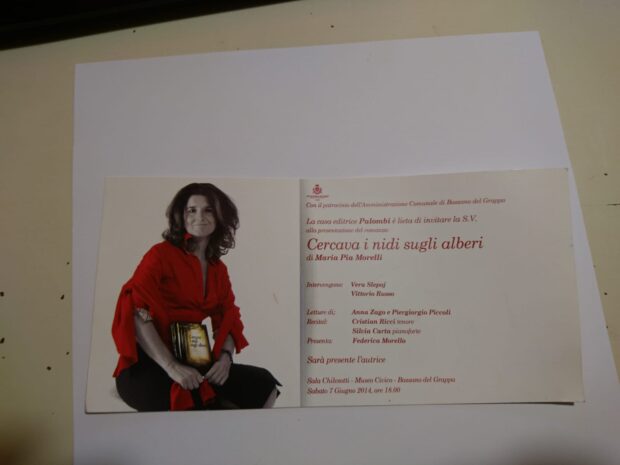 Con il patrocinio dell'Amministrazione Comunale di Bassano del Grappa
La casa editrice Palombi è lieta di invitare la S.V.
alla presentazione del romanzo
Cercava i nidi sugli alberi
di Maria Pia Morelli
Intervengono: Vera Slepoj
Vittorio Russo
Letture di: Anna Zago e Piergiorgio Piccoli
Recital: Cristian Ricci tenore
Silvia Carta pianoforte
Presenta: Federica Morello
Sarà presente l'autrice
Sala Chilesotti - Museo Civico - Bassano del Grappa
Sabato 7 Giugno 2014, ore 18.00